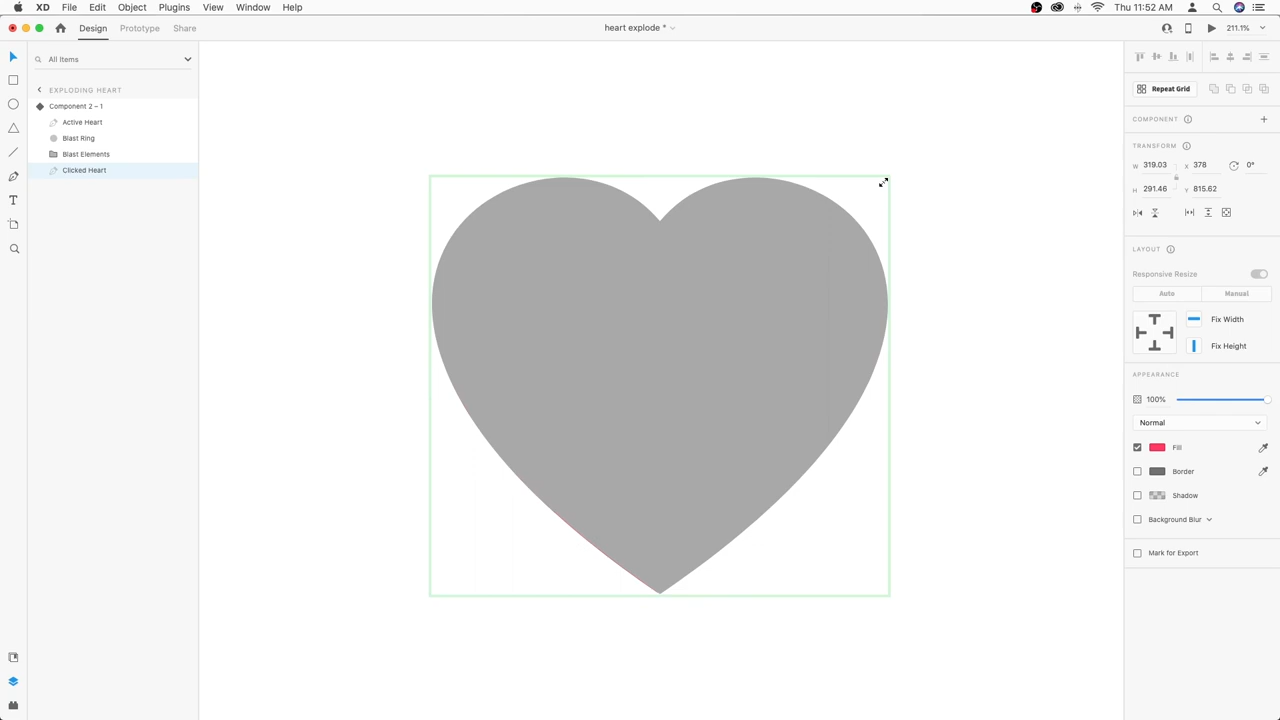 XD File Edit Object Plugins View Window Help Thu 11:52 AM
Design Prototype Share heart explode * 211.1%
All Items
EXPLODING HEART
Component 2 – 1
Active Heart
Blast Ring
Blast Elements
Clicked Heart
T
Repeat Grid
COMPONENT
TRANSFORM
W 319.03 X 378 0°
H 291.46 Y 815.62
LAYOUT
Responsive Resize
Auto Manual
Fix Width
Fix Height
APPEARANCE
100%
Normal
Fill
Border
Shadow
Background Blur
Mark for Export